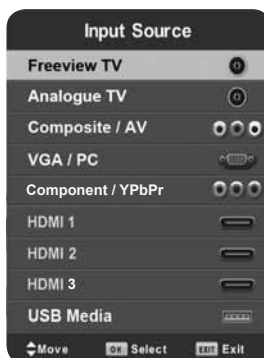 Input Source
Freeview TV
Analogue TV
Composite / AV
VGA / PC
Component / YPbPr
HDMI 1
HDMI 2
HDMI 3
USB Media
Move OK Select EXIT Exit